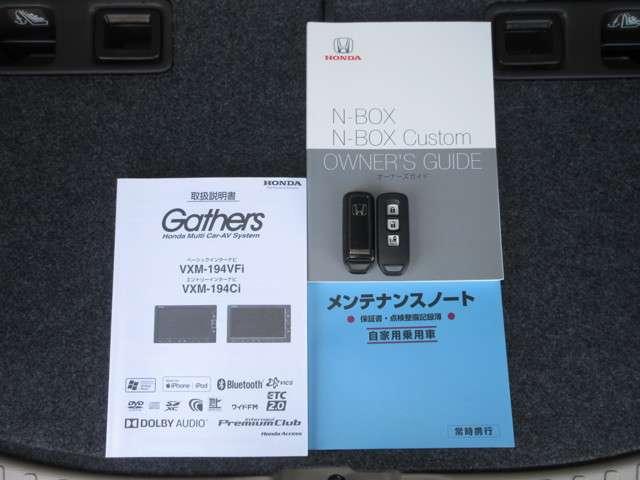 HONDA
N-BOX
N-BOX Custom
OWNER'S GUIDE
オーナーズガイド
取扱説明書
HONDA
Gathers
Honda Multi Car-AV System
ベーシックインターナビ
VXM-194VFi
エントリーインターナビ
VXM-194Ci
iPhone iPod
Bluetooth
VICS
ワイドFM
ETC
2.0
DOLBY AUDIO
internavi
PremiumClub
Honda Access
メンテナンスノート
● 保証書・点検整備記録簿 ●
自家用乗用車
常時携行